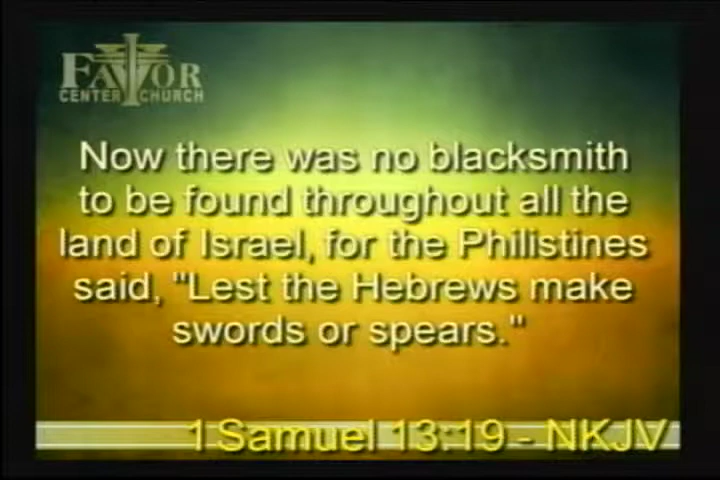 FAVOR
CENTER CHURCH
Now there was no blacksmith
to be found throughout all the
land of Israel, for the Philistines
said, "Lest the Hebrews make
swords or spears."
1 Samuel 13:19 - NKJV